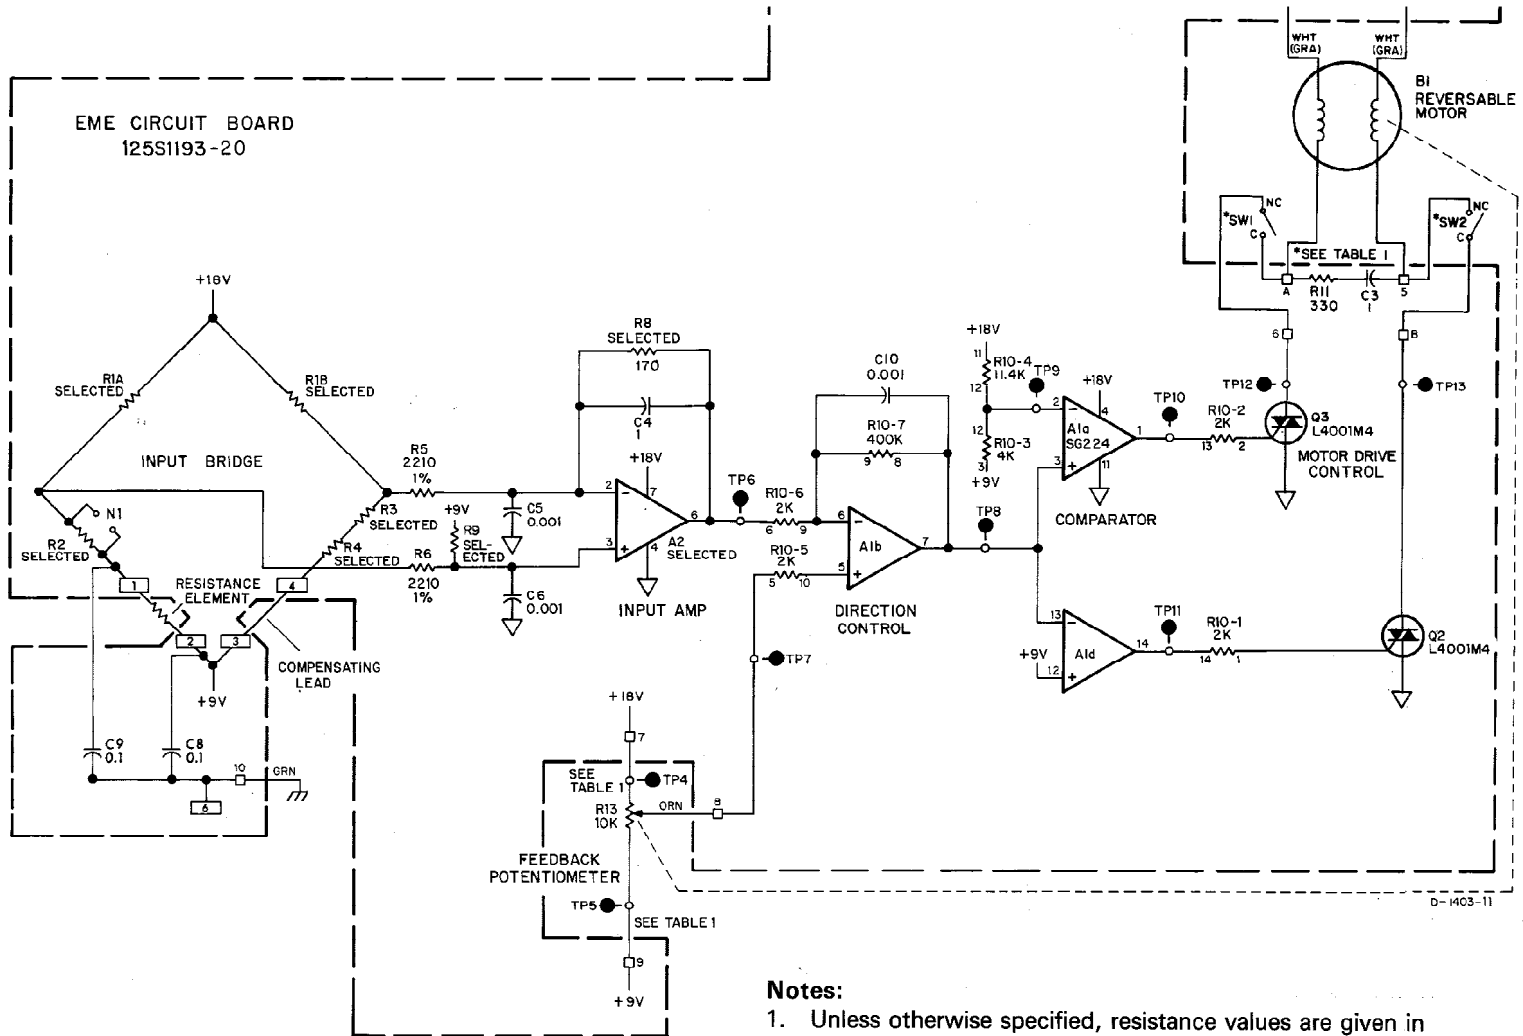 WHT
(GRA)
WHT
(GRA)
B1
REVERSABLE
MOTOR
EME CIRCUIT BOARD
125S1193-20
*SW1
NC
C
*SW2
NC
C
*SEE TABLE 1
A
R11
330
C3
1
5
6
B
+18V
R1A
SELECTED
R1B
SELECTED
INPUT BRIDGE
N1
R2
SELECTED
R3
SELECTED
R4
SELECTED
R5
2210
1%
C5
0.001
+9V
R9
SEL-
ECTED
R6
2210
1%
C6
0.001
R8
SELECTED
170
C4
1
+18V
2
7
3
4
6
A2
SELECTED
INPUT AMP
TP6
R10-6
2K
6
9
R10-5
2K
5
10
C10
0.001
R10-7
400K
9
8
6
5
7
A1b
DIRECTION
CONTROL
TP8
TP7
+18V
11
R10-4
11.4K
12
TP9
12
R10-3
4K
3
+9V
+18V
2
4
A1a
SG224
3
11
1
COMPARATOR
TP10
R10-2
2K
13
2
TP12
Q3
L4001M4
MOTOR DRIVE
CONTROL
TP13
13
+9V
12
A1d
14
TP11
R10-1
2K
14
1
Q2
L4001M4
1
RESISTANCE
ELEMENT
4
2
3
COMPENSATING
LEAD
+9V
C9
0.1
C8
0.1
10
GRN
6
+18V
7
SEE
TABLE 1
TP4
R13
10K
ORN
8
FEEDBACK
POTENTIOMETER
TP5
SEE TABLE 1
9
+9V
D-1403-11
Notes:
1. Unless otherwise specified, resistance values are given in